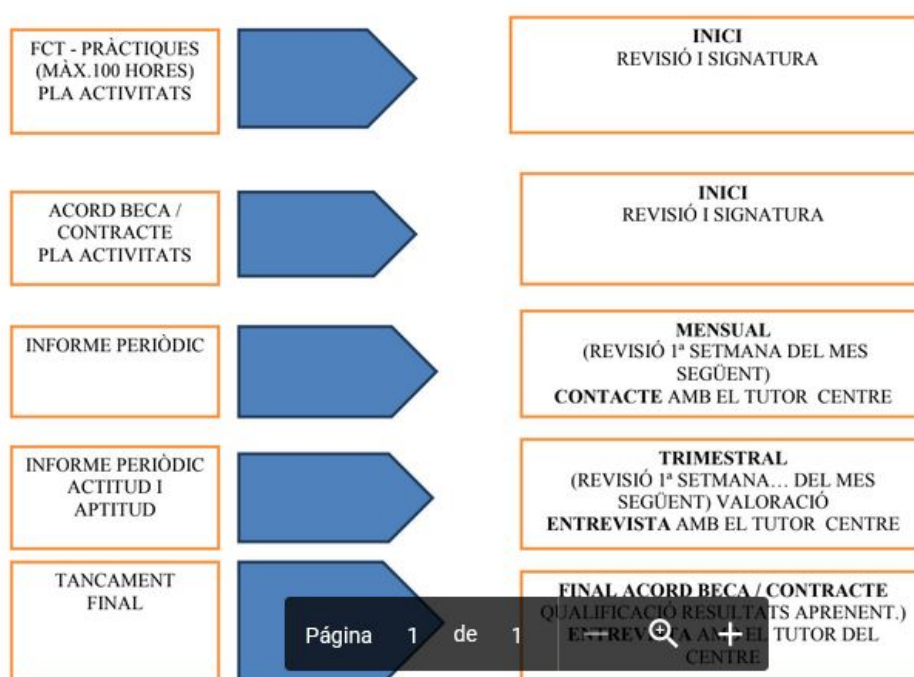 FCT - PRÀCTIQUES
(MÀX.100 HORES)
PLA ACTIVITATS
INICI
REVISIÓ I SIGNATURA
ACORD BECA /
CONTRACTE
PLA ACTIVITATS
INICI
REVISIÓ I SIGNATURA
INFORME PERIÒDIC
MENSUAL
(REVISIÓ 1ª SETMANA DEL MES
SEGÜENT)
CONTACTE AMB EL TUTOR CENTRE
INFORME PERIÒDIC
ACTITUD I
APTITUD
TRIMESTRAL
(REVISIÓ 1ª SETMANA… DEL MES
SEGÜENT) VALORACIÓ
ENTREVISTA AMB EL TUTOR CENTRE
TANCAMENT
FINAL
FINAL ACORD BECA / CONTRACTE
QUALIFICACIÓ RESULTATS APRENENT.)
ENTREVISTA AMB EL TUTOR DEL
CENTRE
Página 1 de 1